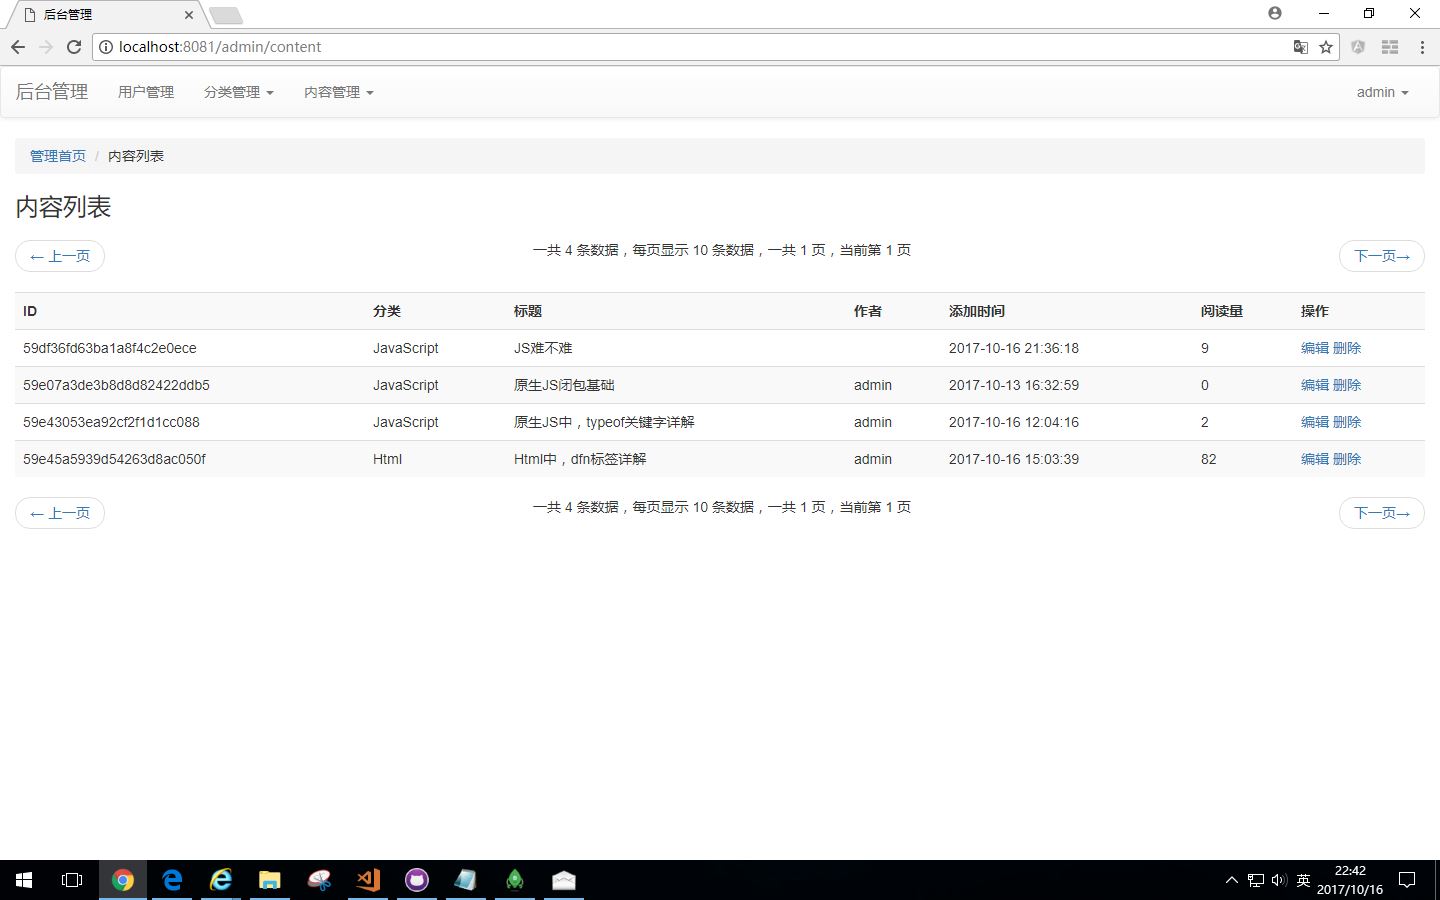 后台管理
localhost:8081/admin/content
后台管理 用户管理 分类管理 内容管理 admin
管理首页 / 内容列表
内容列表
← 上一页 一共 4 条数据，每页显示 10 条数据，一共 1 页，当前第 1 页 下一页→
ID 分类 标题 作者 添加时间 阅读量 操作
59df36fd63ba1a8f4c2e0ece JavaScript JS难不难 2017-10-16 21:36:18 9 编辑 删除
59e07a3de3b8d8d82422ddb5 JavaScript 原生JS闭包基础 admin 2017-10-13 16:32:59 0 编辑 删除
59e43053ea92cf2f1d1cc088 JavaScript 原生JS中，typeof关键字详解 admin 2017-10-16 12:04:16 2 编辑 删除
59e45a5939d54263d8ac050f Html Html中，dfn标签详解 admin 2017-10-16 15:03:39 82 编辑 删除
← 上一页 一共 4 条数据，每页显示 10 条数据，一共 1 页，当前第 1 页 下一页→
英 22:42
2017/10/16